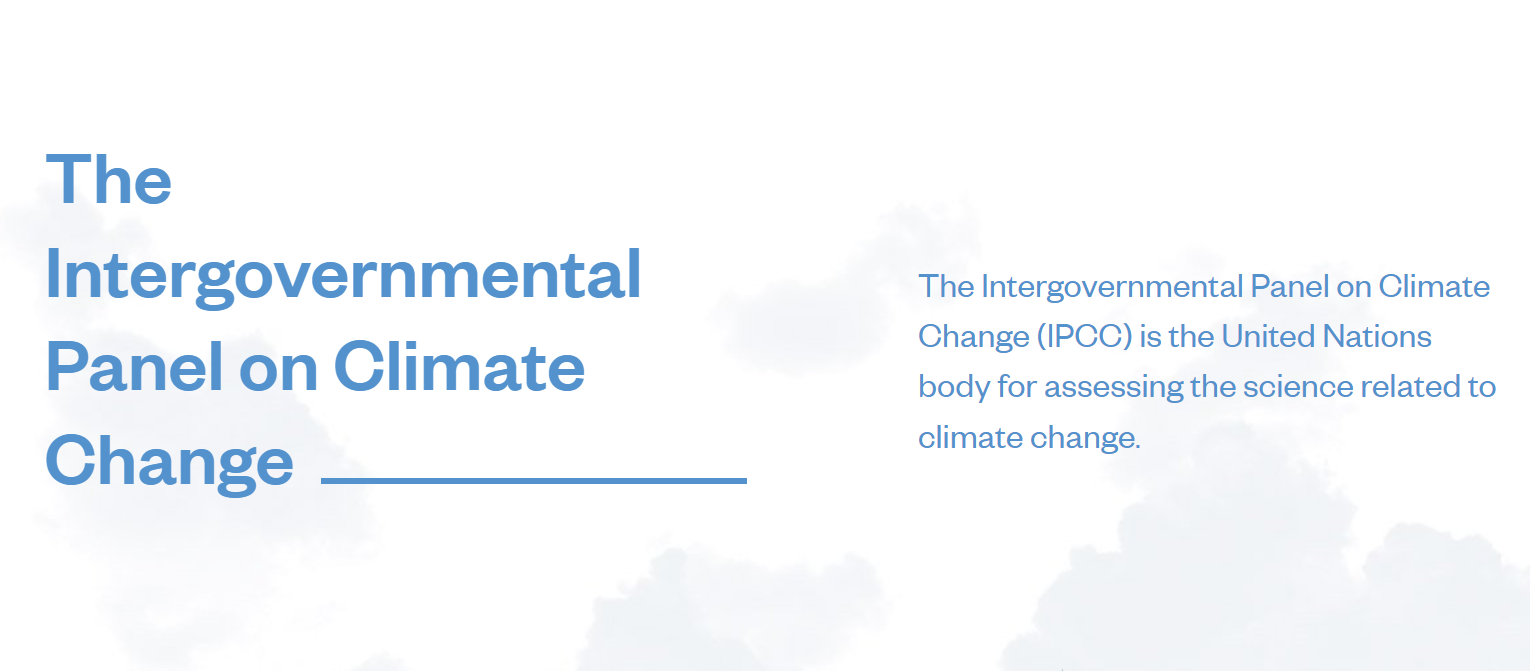 The
Intergovernmental
Panel on Climate
Change
The Intergovernmental Panel on Climate
Change (IPCC) is the United Nations
body for assessing the science related to
climate change.